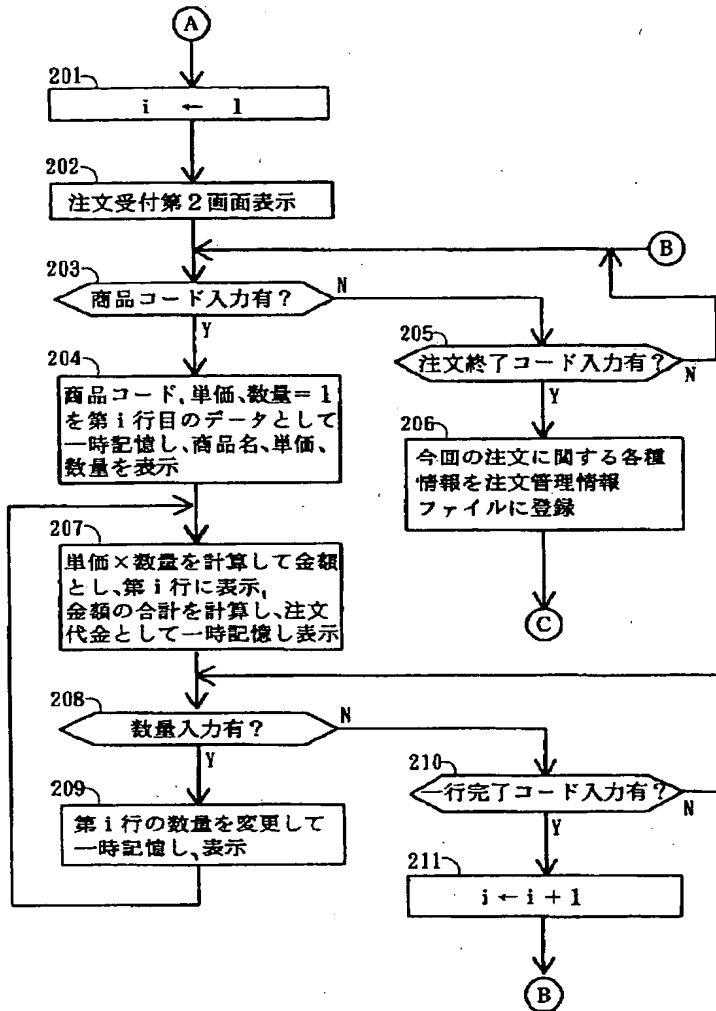 A
201
i ← 1
202
注文受付第2画面表示
B
203
商品コード入力有?
N
Y
205
注文終了コード入力有?
N
Y
204
商品コード、単価、数量=1
を第i行目のデータとして
一時記憶し、商品名、単価、
数量を表示
206
今回の注文に関する各種
情報を注文管理情報
ファイルに登録
C
207
単価×数量を計算して金額
とし、第i行に表示、
金額の合計を計算し、注文
代金として一時記憶し表示
208
数量入力有?
N
Y
210
一行完了コード入力有?
N
Y
209
第i行の数量を変更して
一時記憶し、表示
211
i ← i + 1
B